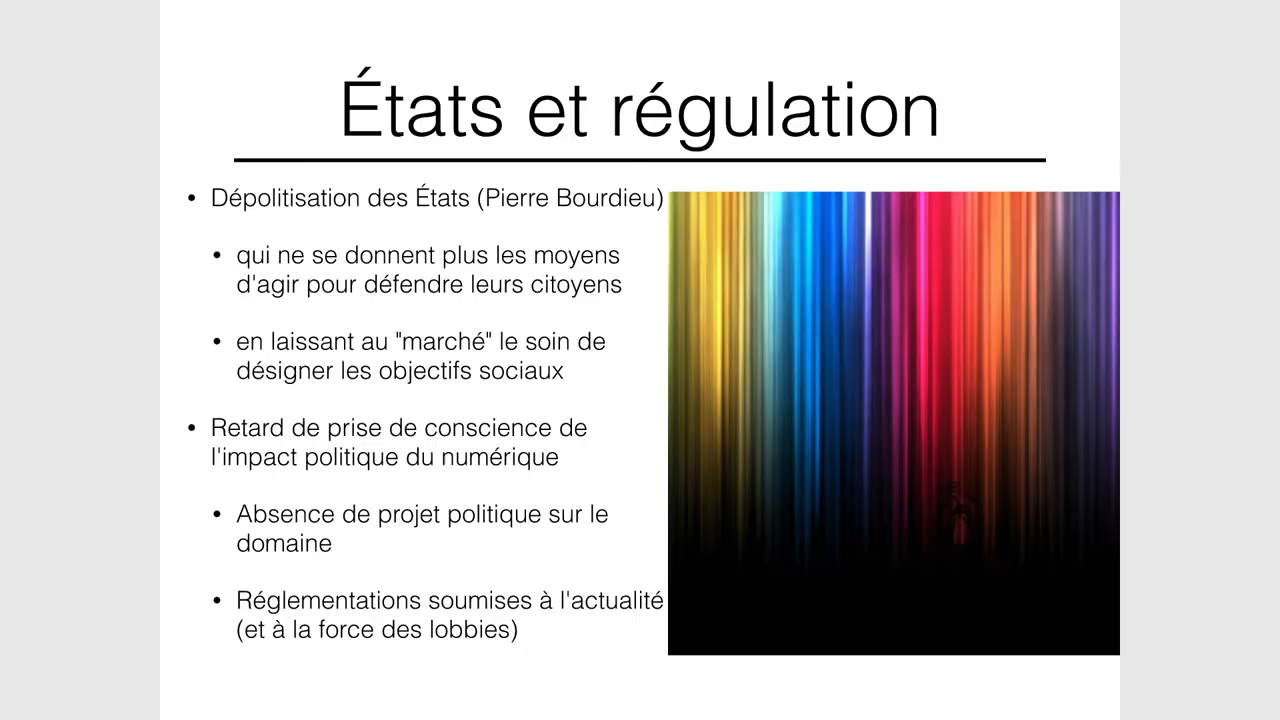 États et régulation
• Dépolitisation des États (Pierre Bourdieu)
• qui ne se donnent plus les moyens
d'agir pour défendre leurs citoyens
• en laissant au "marché" le soin de
désigner les objectifs sociaux
• Retard de prise de conscience de
l'impact politique du numérique
• Absence de projet politique sur le
domaine
• Réglementations soumises à l'actualité
(et à la force des lobbies)